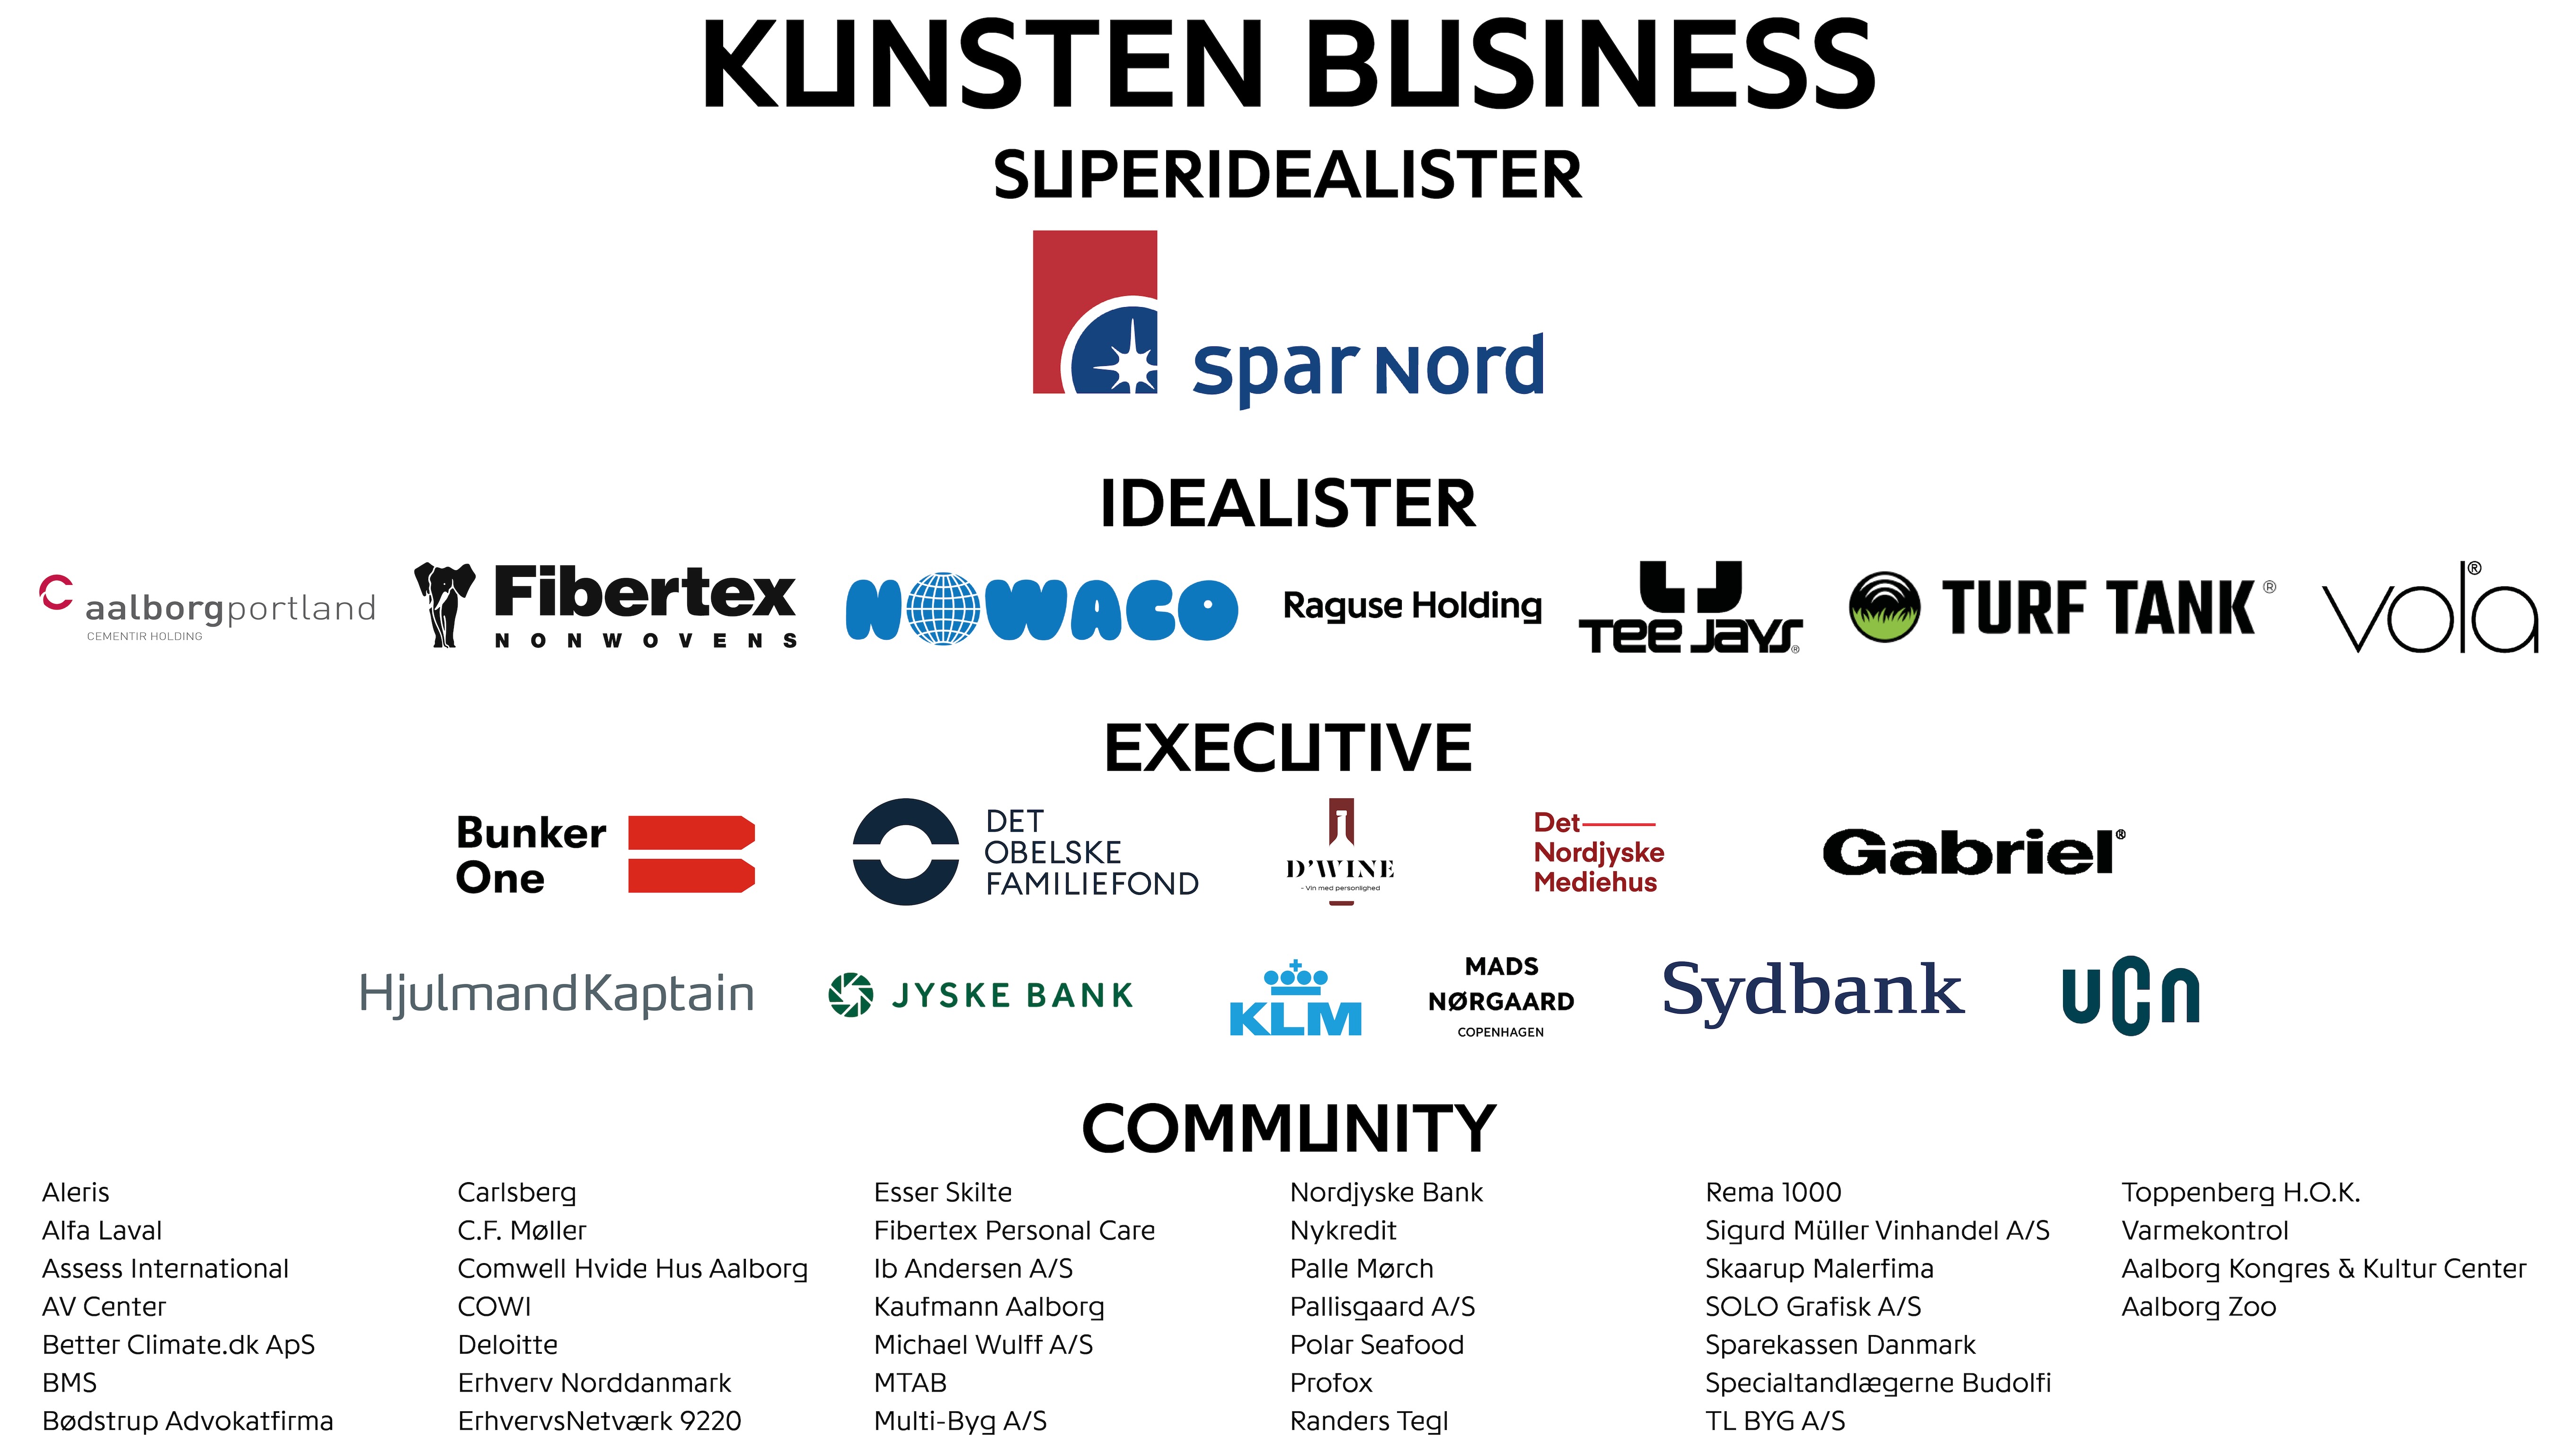 KUNSTEN BUSINESS
SUPERIDEALISTER
spar nord
IDEALISTER
aalborgportland
CEMENTIR HOLDING
Fibertex
NONWOVENS
NOWACO
Raguse Holding
Tee Jays®
TURF TANK®
vola®
EXECUTIVE
Bunker
One
DET
OBELSKE
FAMILIEFOND
D'WINE
- Vin med personlighed
Det
Nordjyske
Mediehus
Gabriel®
HjulmandKaptain
JYSKE BANK
KLM
MADS
NØRGAARD
COPENHAGEN
Sydbank
UCN
COMMUNITY
Aleris
Alfa Laval
Assess International
AV Center
Better Climate.dk ApS
BMS
Bødstrup Advokatfirma
Carlsberg
C.F. Møller
Comwell Hvide Hus Aalborg
COWI
Deloitte
Erhverv Norddanmark
ErhvervsNetværk 9220
Esser Skilte
Fibertex Personal Care
Ib Andersen A/S
Kaufmann Aalborg
Michael Wulff A/S
MTAB
Multi-Byg A/S
Nordjyske Bank
Nykredit
Palle Mørch
Pallisgaard A/S
Polar Seafood
Profox
Randers Tegl
Rema 1000
Sigurd Müller Vinhandel A/S
Skaarup Malerfima
SOLO Grafisk A/S
Sparekassen Danmark
Specialtandlægerne Budolfi
TL BYG A/S
Toppenberg H.O.K.
Varmekontrol
Aalborg Kongres & Kultur Center
Aalborg Zoo